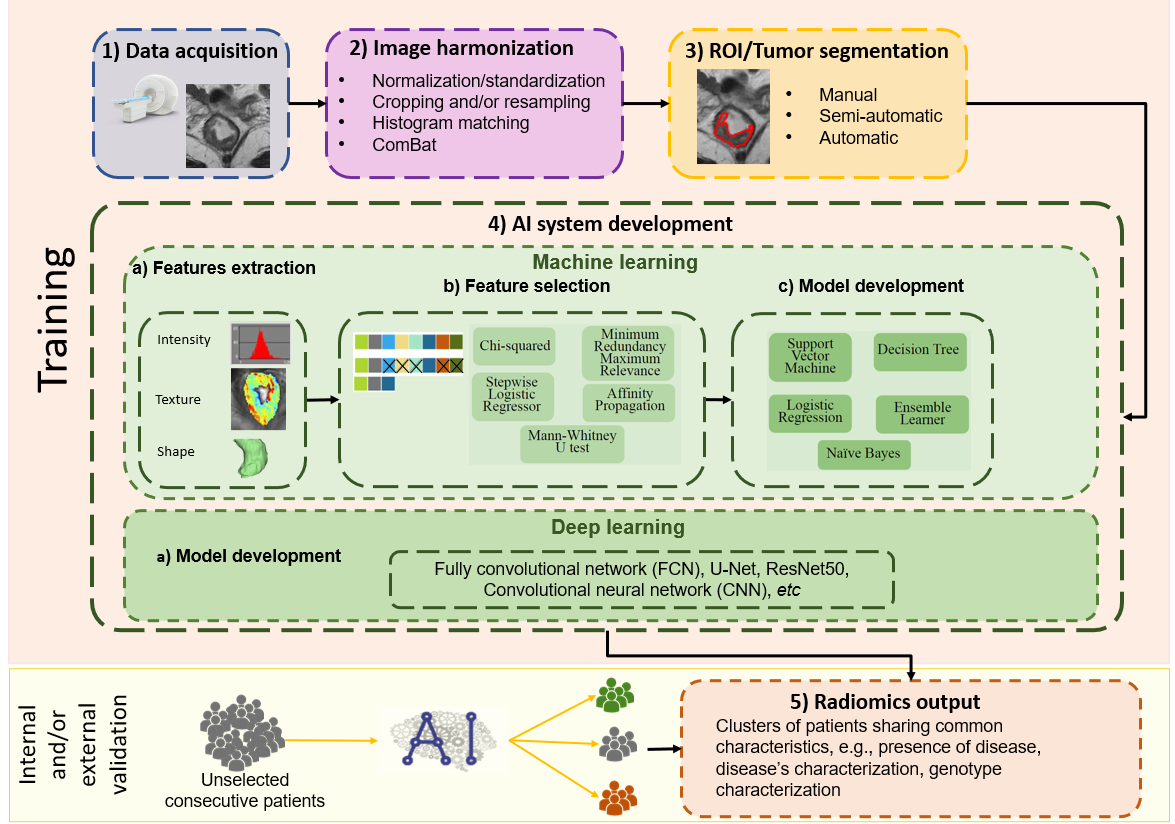 1) Data acquisition
2) Image harmonization
• Normalization/standardization
• Cropping and/or resampling
• Histogram matching
• ComBat
3) ROI/Tumor segmentation
• Manual
• Semi-automatic
• Automatic
Training
4) AI system development
Machine learning
a) Features extraction
Intensity
Texture
Shape
b) Feature selection
Chi-squared
Minimum
Redundancy
Maximum
Relevance
Stepwise
Logistic
Regressor
Affinity
Propagation
Mann-Whitney
U test
c) Model development
Support
Vector
Machine
Decision Tree
Logistic
Regression
Ensemble
Learner
Naïve Bayes
Deep learning
a) Model development
Fully convolutional network (FCN), U-Net, ResNet50,
Convolutional neural network (CNN), etc
Internal
and/or
external
validation
Unselected
consecutive patients
AI
5) Radiomics output
Clusters of patients sharing common
characteristics, e.g., presence of disease,
disease's characterization, genotype
characterization